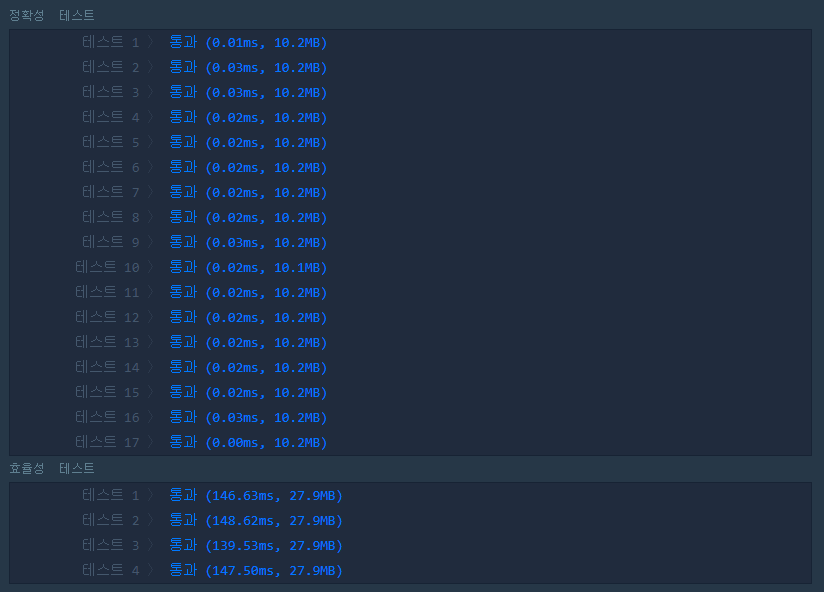 정확성 테스트
테스트 1 〉 통과 (0.01ms, 10.2MB)
테스트 2 〉 통과 (0.03ms, 10.2MB)
테스트 3 〉 통과 (0.03ms, 10.2MB)
테스트 4 〉 통과 (0.02ms, 10.2MB)
테스트 5 〉 통과 (0.02ms, 10.2MB)
테스트 6 〉 통과 (0.02ms, 10.2MB)
테스트 7 〉 통과 (0.02ms, 10.2MB)
테스트 8 〉 통과 (0.02ms, 10.2MB)
테스트 9 〉 통과 (0.03ms, 10.2MB)
테스트 10 〉 통과 (0.02ms, 10.1MB)
테스트 11 〉 통과 (0.02ms, 10.2MB)
테스트 12 〉 통과 (0.02ms, 10.2MB)
테스트 13 〉 통과 (0.02ms, 10.2MB)
테스트 14 〉 통과 (0.02ms, 10.2MB)
테스트 15 〉 통과 (0.02ms, 10.2MB)
테스트 16 〉 통과 (0.03ms, 10.2MB)
테스트 17 〉 통과 (0.00ms, 10.2MB)
효율성 테스트
테스트 1 〉 통과 (146.63ms, 27.9MB)
테스트 2 〉 통과 (148.62ms, 27.9MB)
테스트 3 〉 통과 (139.53ms, 27.9MB)
테스트 4 〉 통과 (147.50ms, 27.9MB)